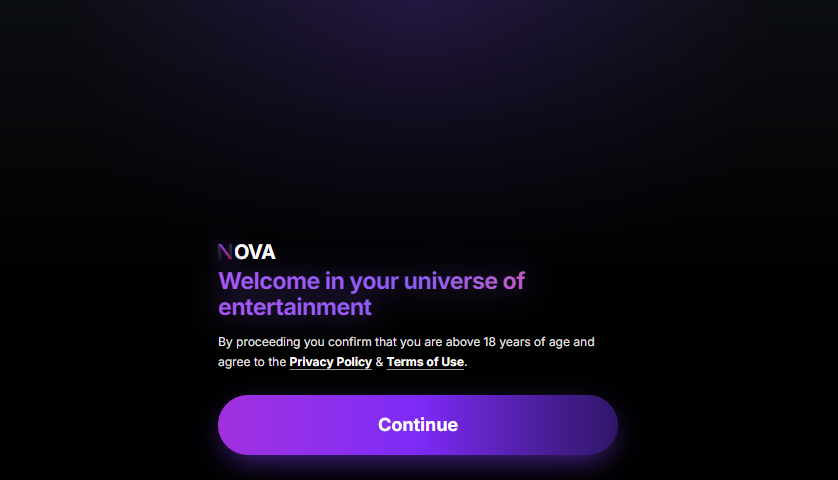 NOVA
Welcome in your universe of
entertainment
By proceeding you confirm that you are above 18 years of age and
agree to the Privacy Policy & Terms of Use.
Continue